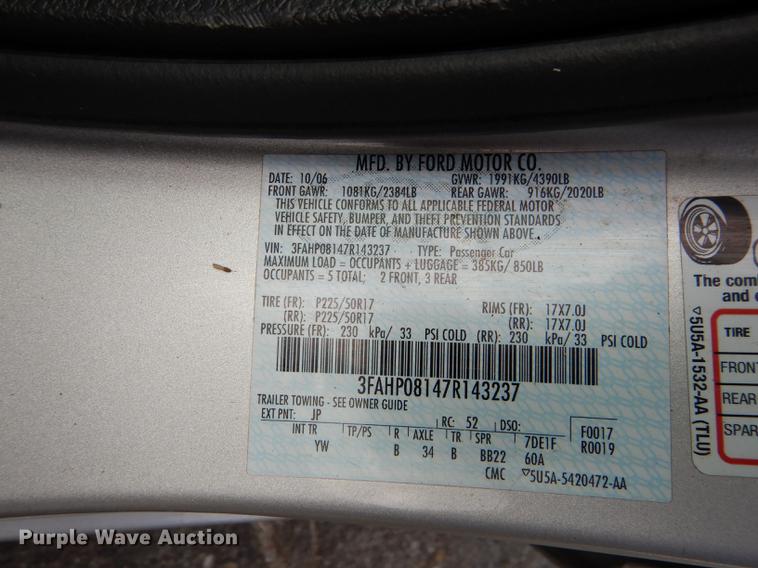 MFD. BY FORD MOTOR CO.
DATE: 10/06 GVWR: 1991KG/4390LB
FRONT GAWR: 1081KG/2384LB REAR GAWR: 916KG/2020LB
THIS VEHICLE CONFORMS TO ALL APPLICABLE FEDERAL MOTOR
VEHICLE SAFETY, BUMPER, AND THEFT PREVENTION STANDARDS
IN EFFECT ON THE DATE OF MANUFACTURE SHOWN ABOVE.
VIN: 3FAHP08147R143237 TYPE: Passenger Car
MAXIMUM LOAD = OCCUPANTS + LUGGAGE = 385KG/ 850LB
OCCUPANTS = 5 TOTAL: 2 FRONT, 3 REAR
TIRE (FR): P225/50R17 RIMS (FR): 17X7.0J
(RR): P225/50R17 (RR): 17X7.0J
PRESSURE (FR): 230 kPa/ 33 PSI COLD (RR): 230 kPa/ 33 PSI COLD
3FAHP08147R143237
TRAILER TOWING - SEE OWNER GUIDE
EXT PNT: JP RC: 52 DSO:
INT TR TP/PS R AXLE TR SPR 7DE1F F0017
YW B 34 B BB22 60A R0019
CMC ▽5U5A-5420472-AA
The com
and
▽5U5A-1532-AA (TLU)
TIRE
FRONT
REAR
SPAR
Purple Wave Auction